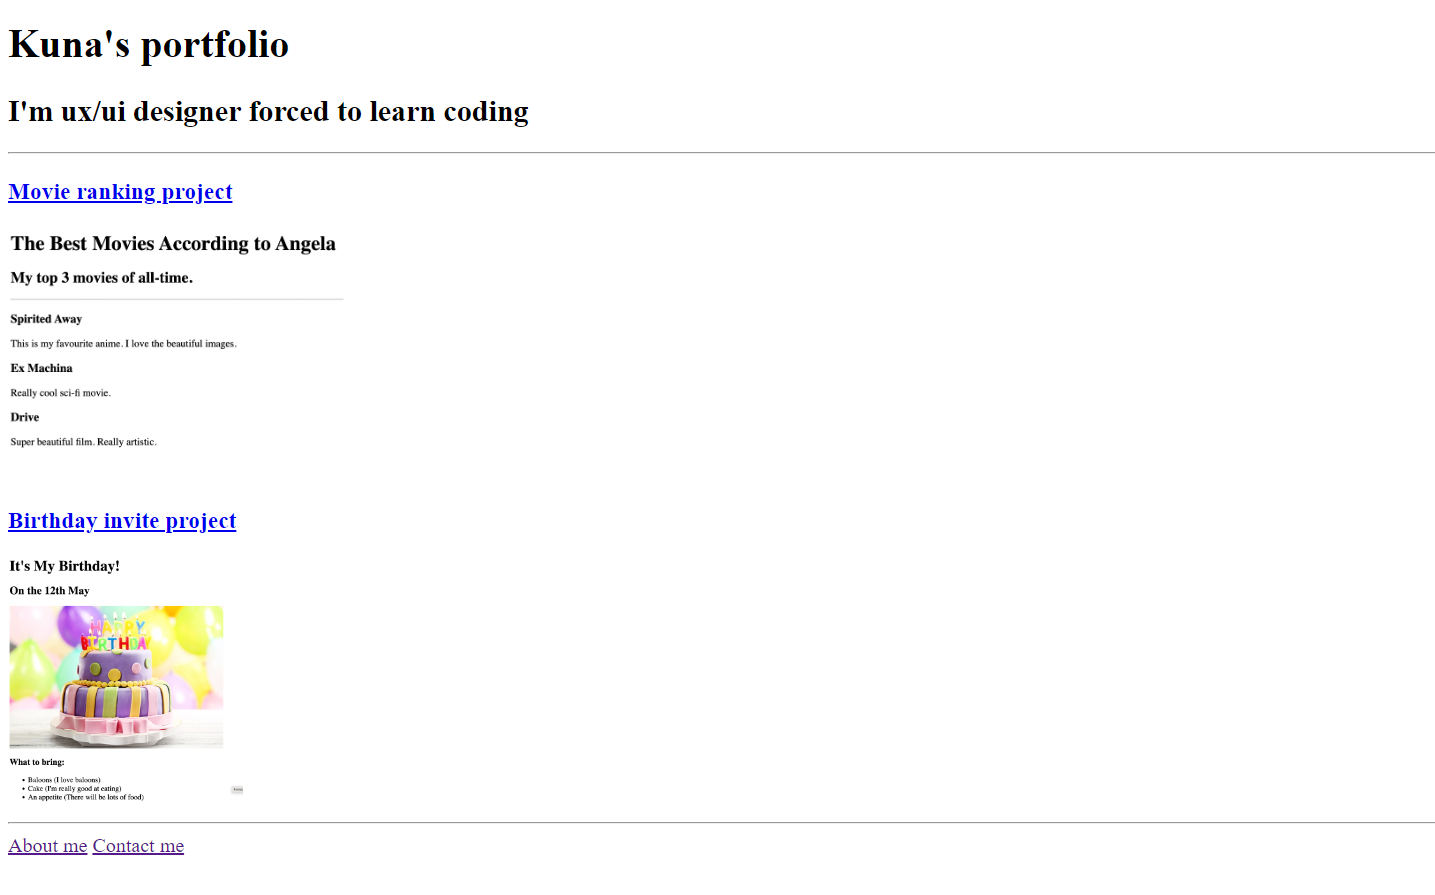 Kuna's portfolio
I'm ux/ui designer forced to learn coding
Movie ranking project
The Best Movies According to Angela
My top 3 movies of all-time.
Spirited Away
This is my favourite anime. I love the beautiful images.
Ex Machina
Really cool sci-fi movie.
Drive
Super beautiful film. Really artistic.
Birthday invite project
It's My Birthday!
On the 12th May
HAPPY
BIRTHDAY
What to bring:
Baloons (I love baloons)
Cake (I'm really good at eating)
An appetite (There will be lots of food)
About me Contact me